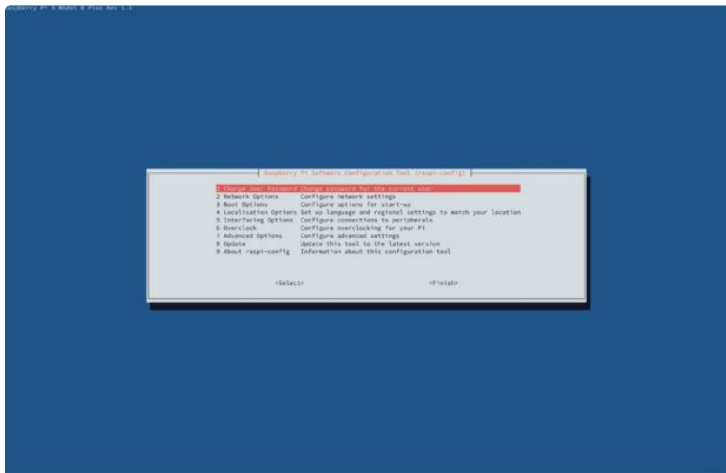 Raspberry Pi 3 Model B Plus Rev 1.3
Raspberry Pi Software Configuration Tool (raspi-config)
1 Change User Password Change password for the current user
2 Network Options Configure network settings
3 Boot Options Configure options for start-up
4 Localisation Options Set up language and regional settings to match your location
5 Interfacing Options Configure connections to peripherals
6 Overclock Configure overclocking for your Pi
7 Advanced Options Configure advanced settings
8 Update Update this tool to the latest version
9 About raspi-config Information about this configuration tool
<Select> <Finish>